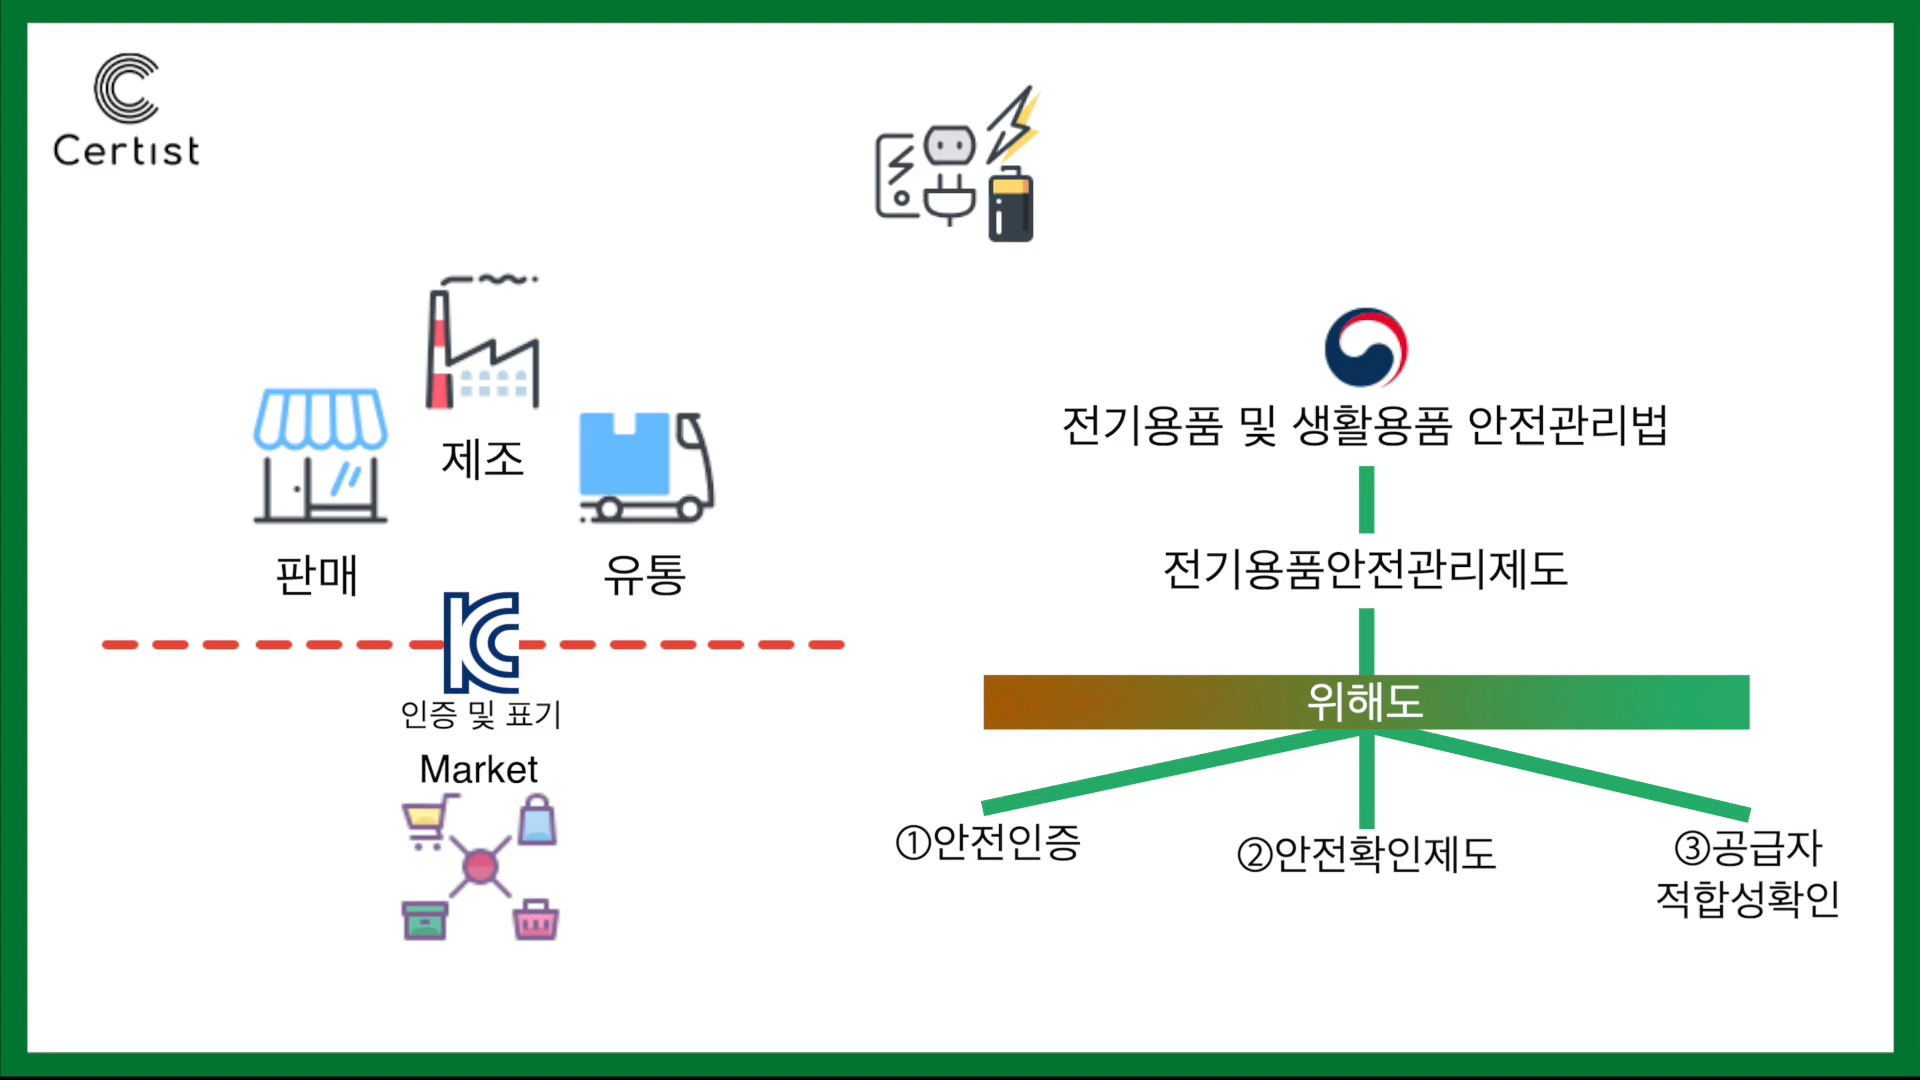 Certist
제조
판매
유통
KC
인증 및 표기
Market
전기용품 및 생활용품 안전관리법
전기용품안전관리제도
위해도
①안전인증
②안전확인제도
③공급자
적합성확인